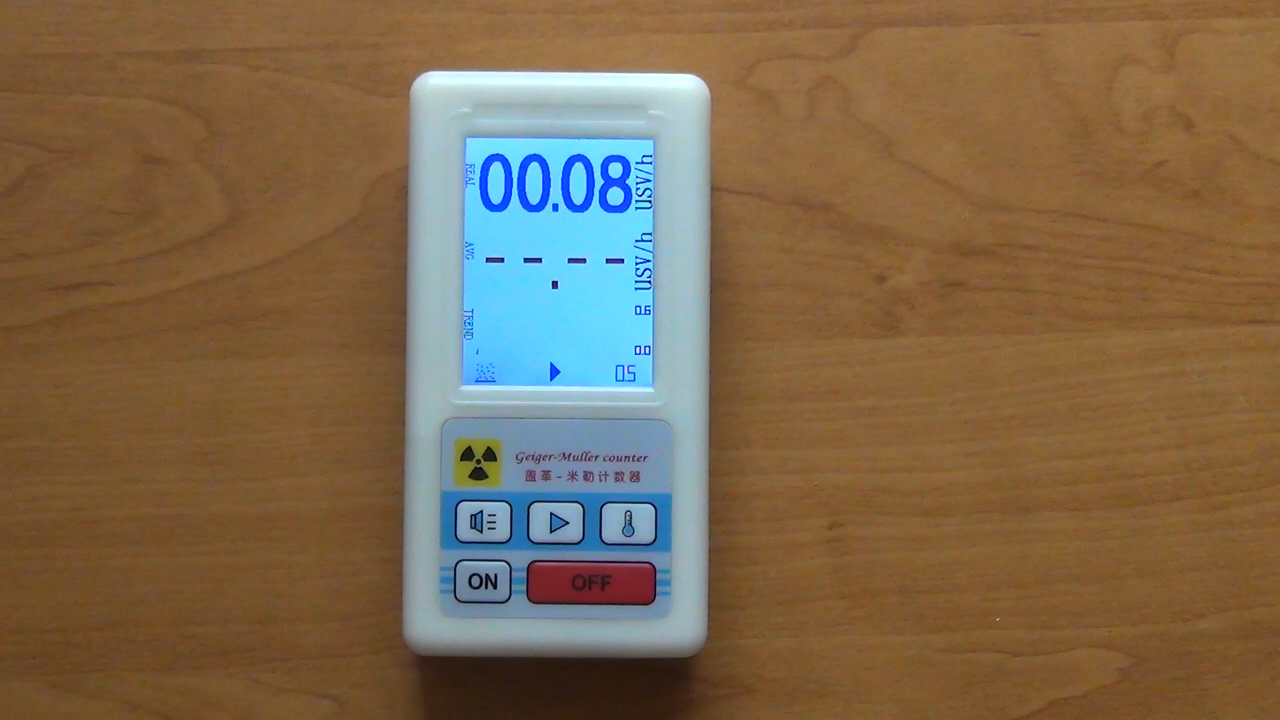 REAL 00.08 usv/h
AVG --.-- usv/h
TREND 0.6
0.0
0.5
Geiger-Muller counter
盖革-米勒计数器
ON OFF